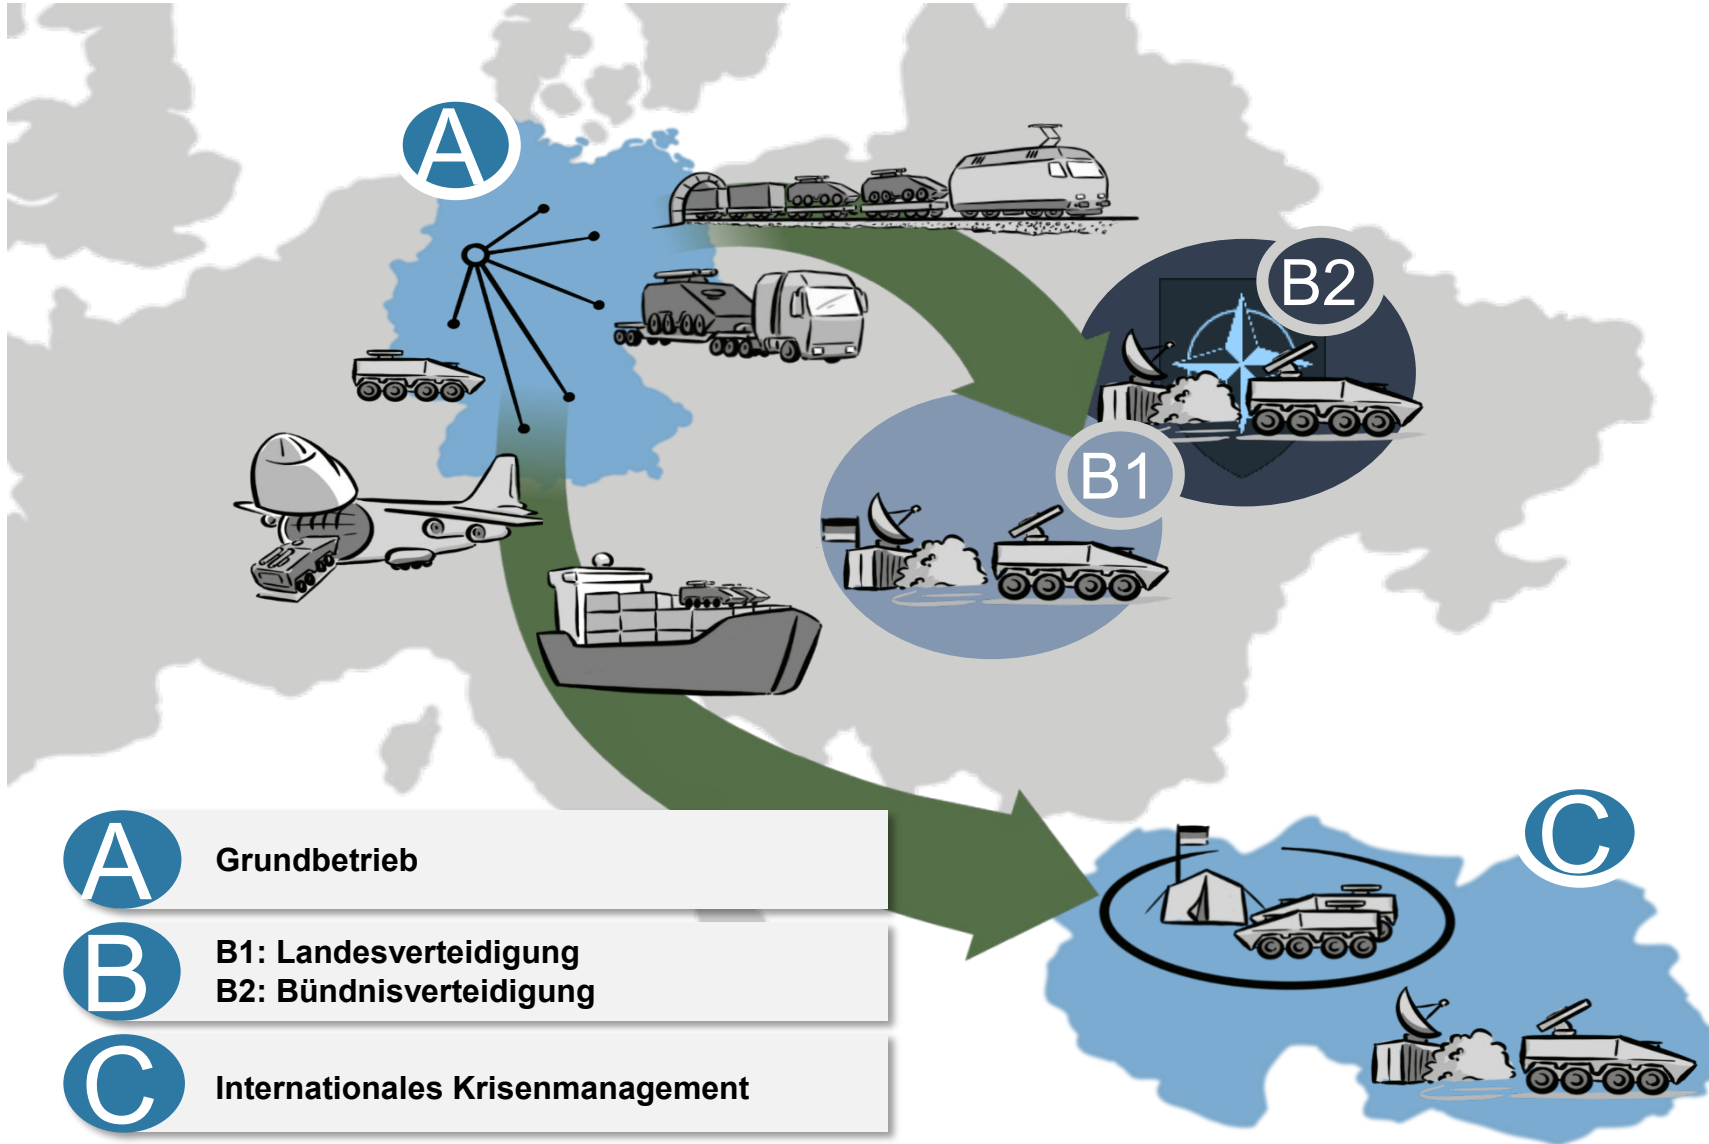 A
B2
B1
C
A
Grundbetrieb
B
B1: Landesverteidigung
B2: Bündnisverteidigung
C
Internationales Krisenmanagement